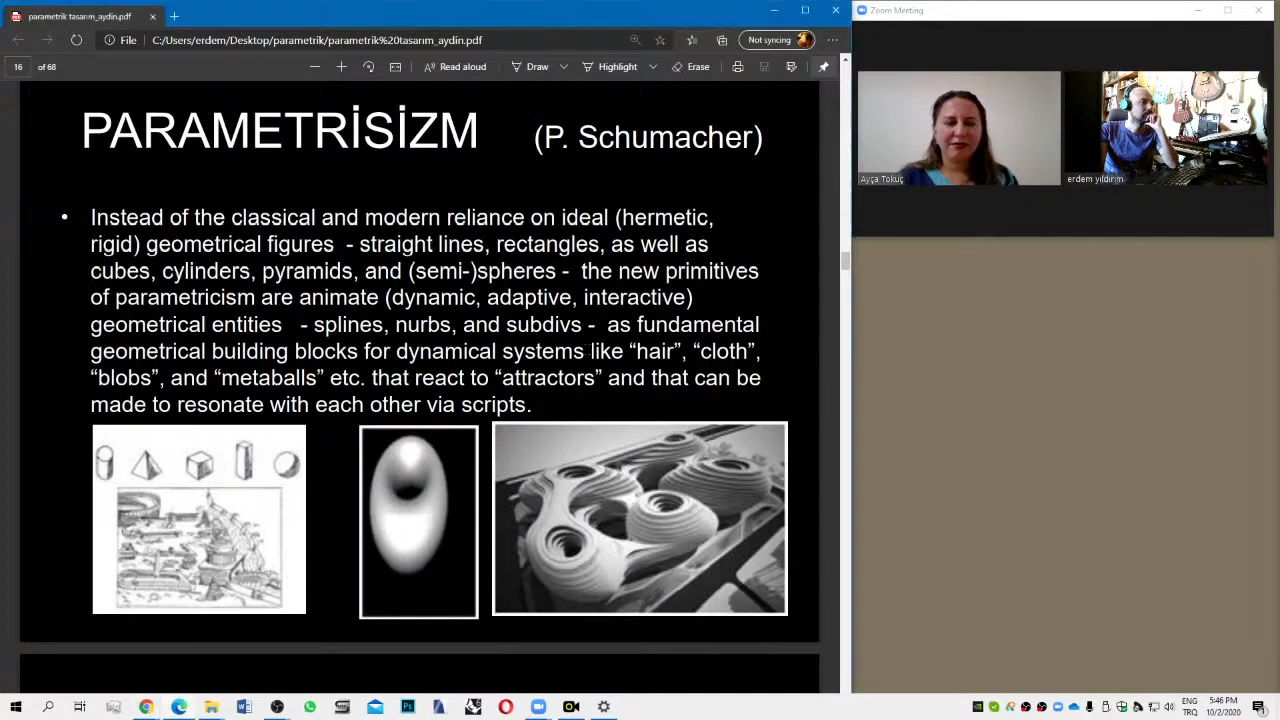 parametrik tasarım_aydin.pdf
Zoom Meeting
File
C:/Users/erdem/Desktop/parametrik/parametrik%20tasarım_aydin.pdf
Not syncing
16 of 68
Read aloud
Draw
Highlight
Erase
PARAMETRİSİZM (P. Schumacher)
• Instead of the classical and modern reliance on ideal (hermetic,
rigid) geometrical figures - straight lines, rectangles, as well as
cubes, cylinders, pyramids, and (semi-)spheres - the new primitives
of parametricism are animate (dynamic, adaptive, interactive)
geometrical entities - splines, nurbs, and subdivs - as fundamental
geometrical building blocks for dynamical systems like “hair”, “cloth”,
“blobs”, and “metaballs” etc. that react to “attractors” and that can be
made to resonate with each other via scripts.
Ayça Tokuç
erdem yildirim
ENG
TRQ
5:46 PM
10/2/2020